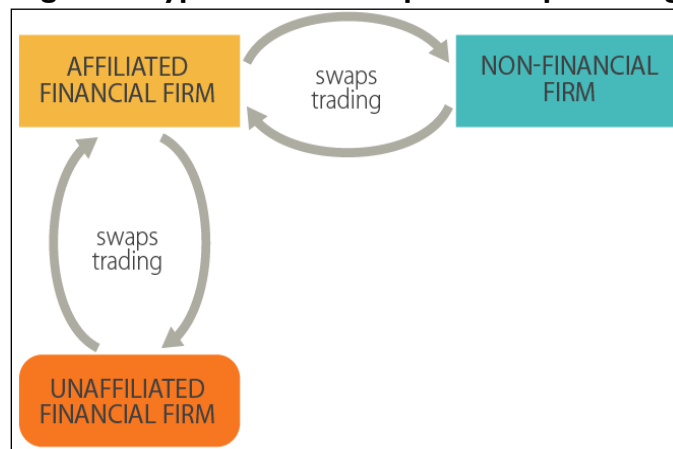 AFFILIATED
FINANCIAL FIRM
swaps
trading
NON-FINANCIAL
FIRM
swaps
trading
UNAFFILIATED
FINANCIAL FIRM